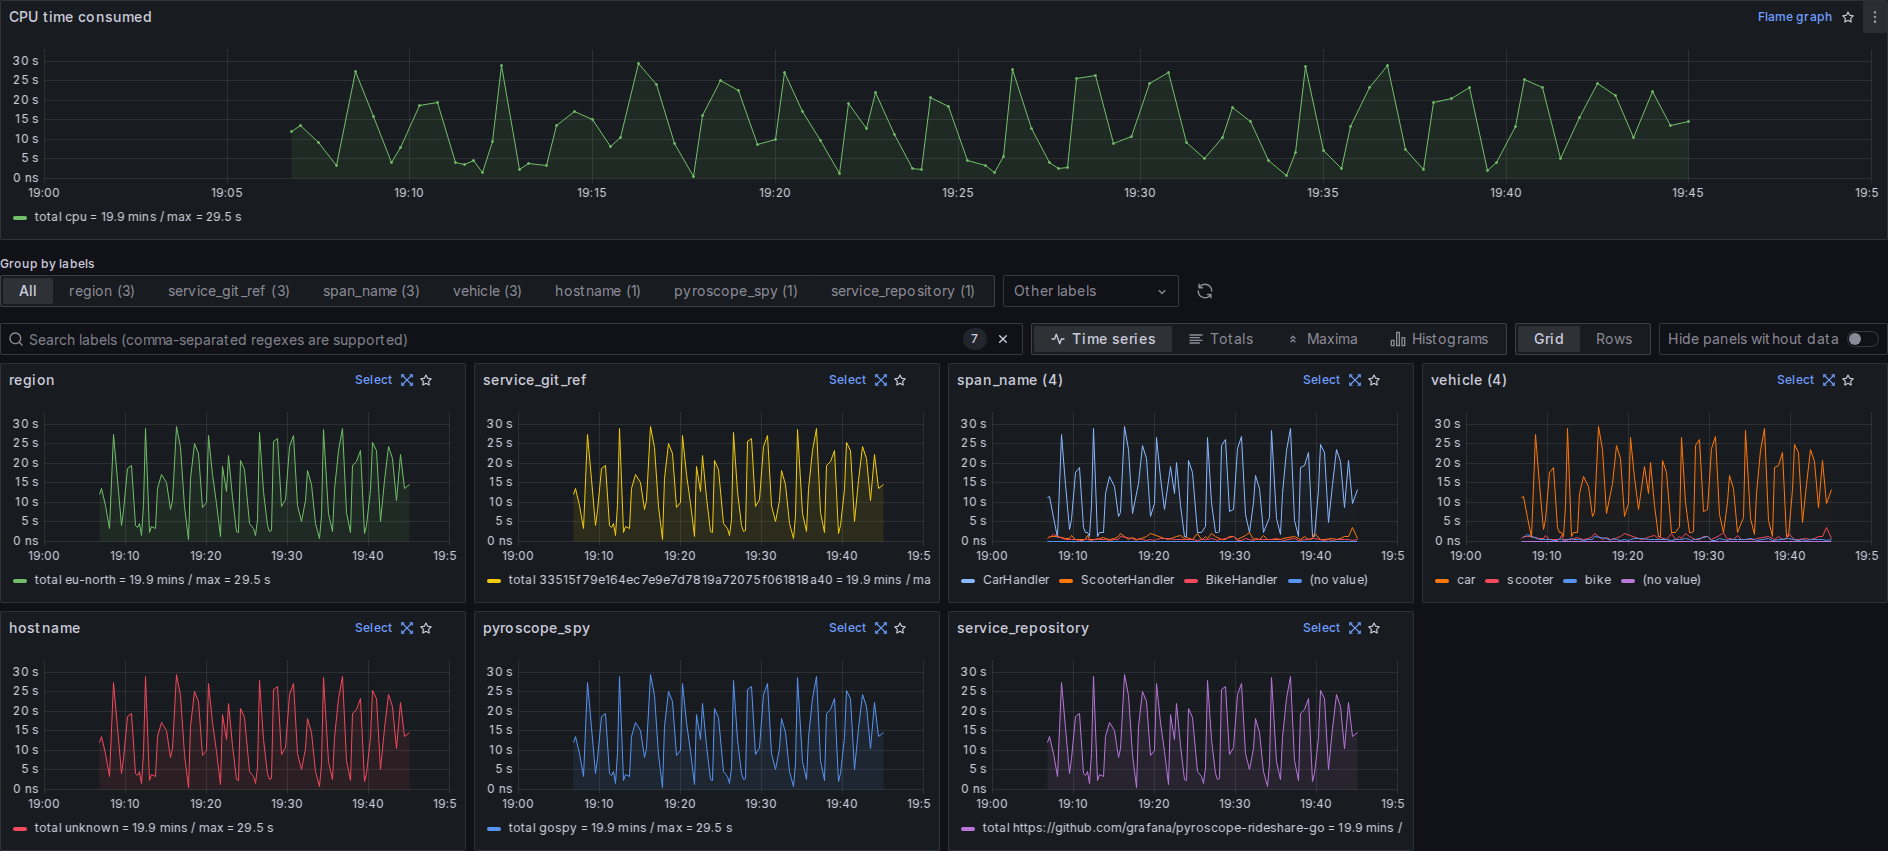 CPU time consumed
Flame graph
30 s
25 s
20 s
15 s
10 s
5 s
0 ns
19:00 19:05 19:10 19:15 19:20 19:25 19:30 19:35 19:40 19:45 19:5
total cpu = 19.9 mins / max = 29.5 s
Group by labels
All region (3) service_git_ref (3) span_name (3) vehicle (3) hostname (1) pyroscope_spy (1) service_repository (1) Other labels
Search labels (comma-separated regexes are supported) 7 Time series Totals Maxima Histograms Grid Rows Hide panels without data
region Select
30 s
25 s
20 s
15 s
10 s
5 s
0 ns
19:00 19:10 19:20 19:30 19:40 19:5
total eu-north = 19.9 mins / max = 29.5 s
service_git_ref Select
30 s
25 s
20 s
15 s
10 s
5 s
0 ns
19:00 19:10 19:20 19:30 19:40 19:5
total 33515f79e164ec7e9e7d7819a72075f061818a40 = 19.9 mins / ma
span_name (4) Select
30 s
25 s
20 s
15 s
10 s
5 s
0 ns
19:00 19:10 19:20 19:30 19:40 19:5
CarHandler ScooterHandler BikeHandler (no value)
vehicle (4) Select
30 s
25 s
20 s
15 s
10 s
5 s
0 ns
19:00 19:10 19:20 19:30 19:40 19:5
car scooter bike (no value)
hostname Select
30 s
25 s
20 s
15 s
10 s
5 s
0 ns
19:00 19:10 19:20 19:30 19:40 19:5
total unknown = 19.9 mins / max = 29.5 s
pyroscope_spy Select
30 s
25 s
20 s
15 s
10 s
5 s
0 ns
19:00 19:10 19:20 19:30 19:40 19:5
total gospy = 19.9 mins / max = 29.5 s
service_repository Select
30 s
25 s
20 s
15 s
10 s
5 s
0 ns
19:00 19:10 19:20 19:30 19:40 19:5
total https://github.com/grafana/pyroscope-rideshare-go = 19.9 mins /